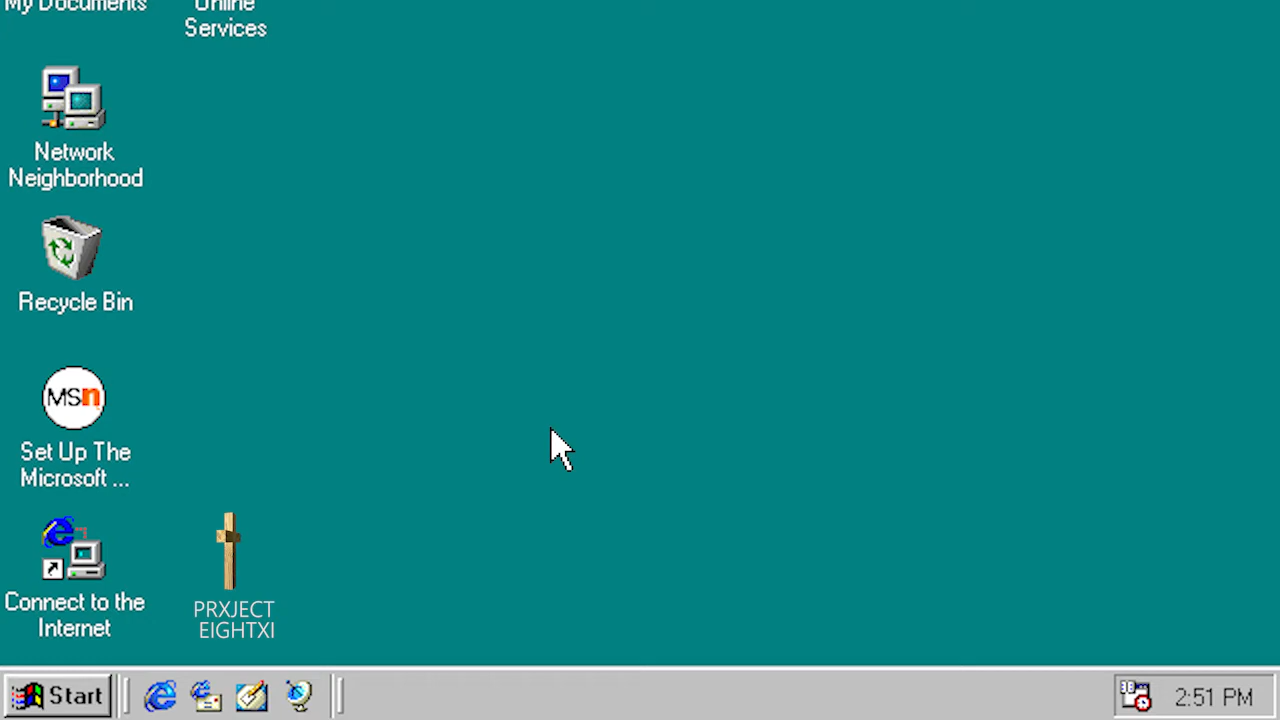 My Documents
Online
Services
Network
Neighborhood
Recycle Bin
MSn
Set Up The
Microsoft ...
Connect to the
Internet
PRXJECT
EIGHTXI
Start
2:51 PM